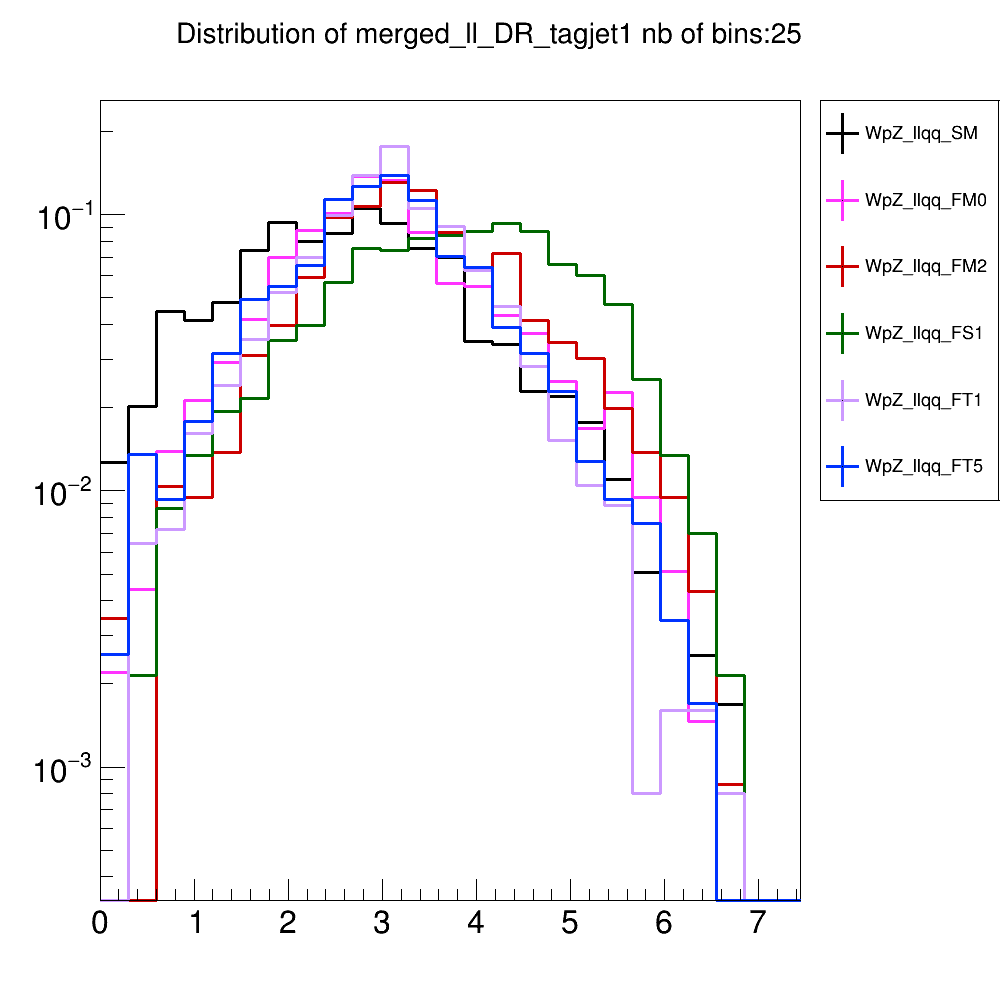 Distribution of merged_ll_DR_tagjet1 nb of bins:25
10⁻¹
10⁻²
10⁻³
0 1 2 3 4 5 6 7
WpZ_llqq_SM
WpZ_llqq_FM0
WpZ_llqq_FM2
WpZ_llqq_FS1
WpZ_llqq_FT1
WpZ_llqq_FT5